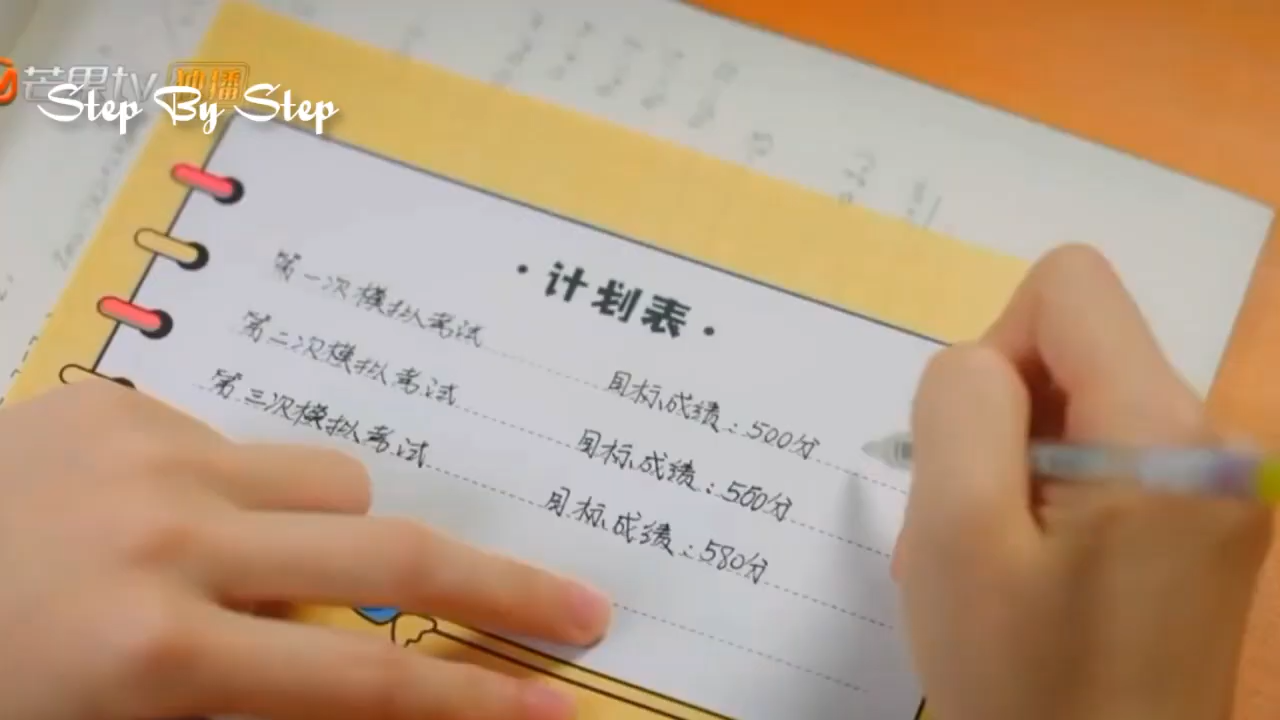 芒果tv 独播
Step By Step
·计划表·
第一次模拟考试 目标成绩:500分
第二次模拟考试 目标成绩:560分
第三次模拟考试 目标成绩:580分